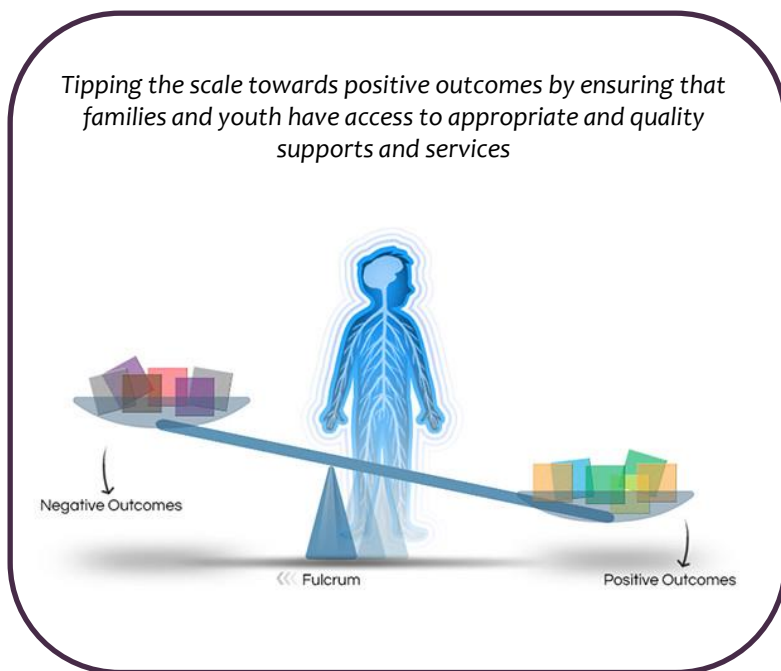 Tipping the scale towards positive outcomes by ensuring that
families and youth have access to appropriate and quality
supports and services
Negative Outcomes
Fulcrum
Positive Outcomes